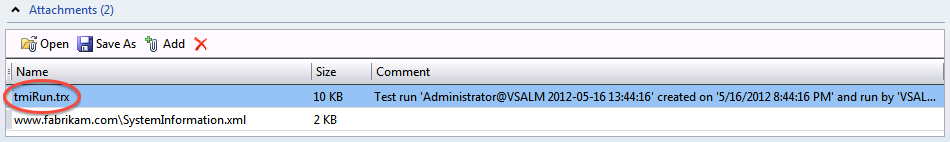 Attachments (2)
Open Save As Add
Name Size Comment
tmiRun.trx 10 KB Test run 'Administrator@VSALM 2012-05-16 13:44:16' created on '5/16/2012 8:44:16 PM' and run by 'VSAL...
www.fabrikam.com\SystemInformation.xml 2 KB